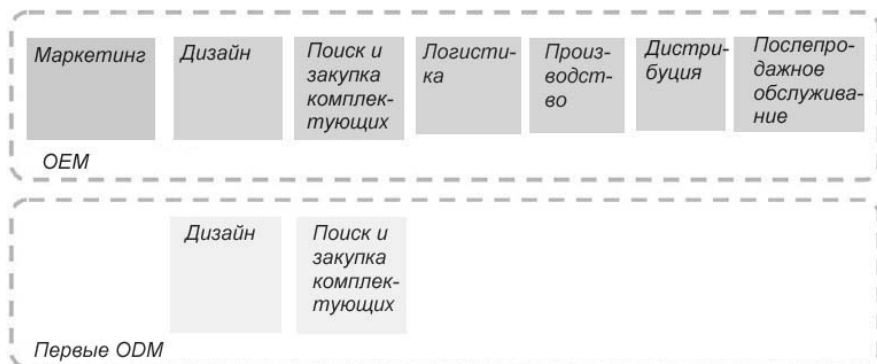 Маркетинг
Дизайн
Поиск и
закупка
комплек-
тующих
Логисти-
ка
Произ-
водст-
во
Дистри-
буция
Послепро-
дажное
обслужива-
ние
OEM
Дизайн
Поиск и
закупка
комплек-
тующих
Первые ODM